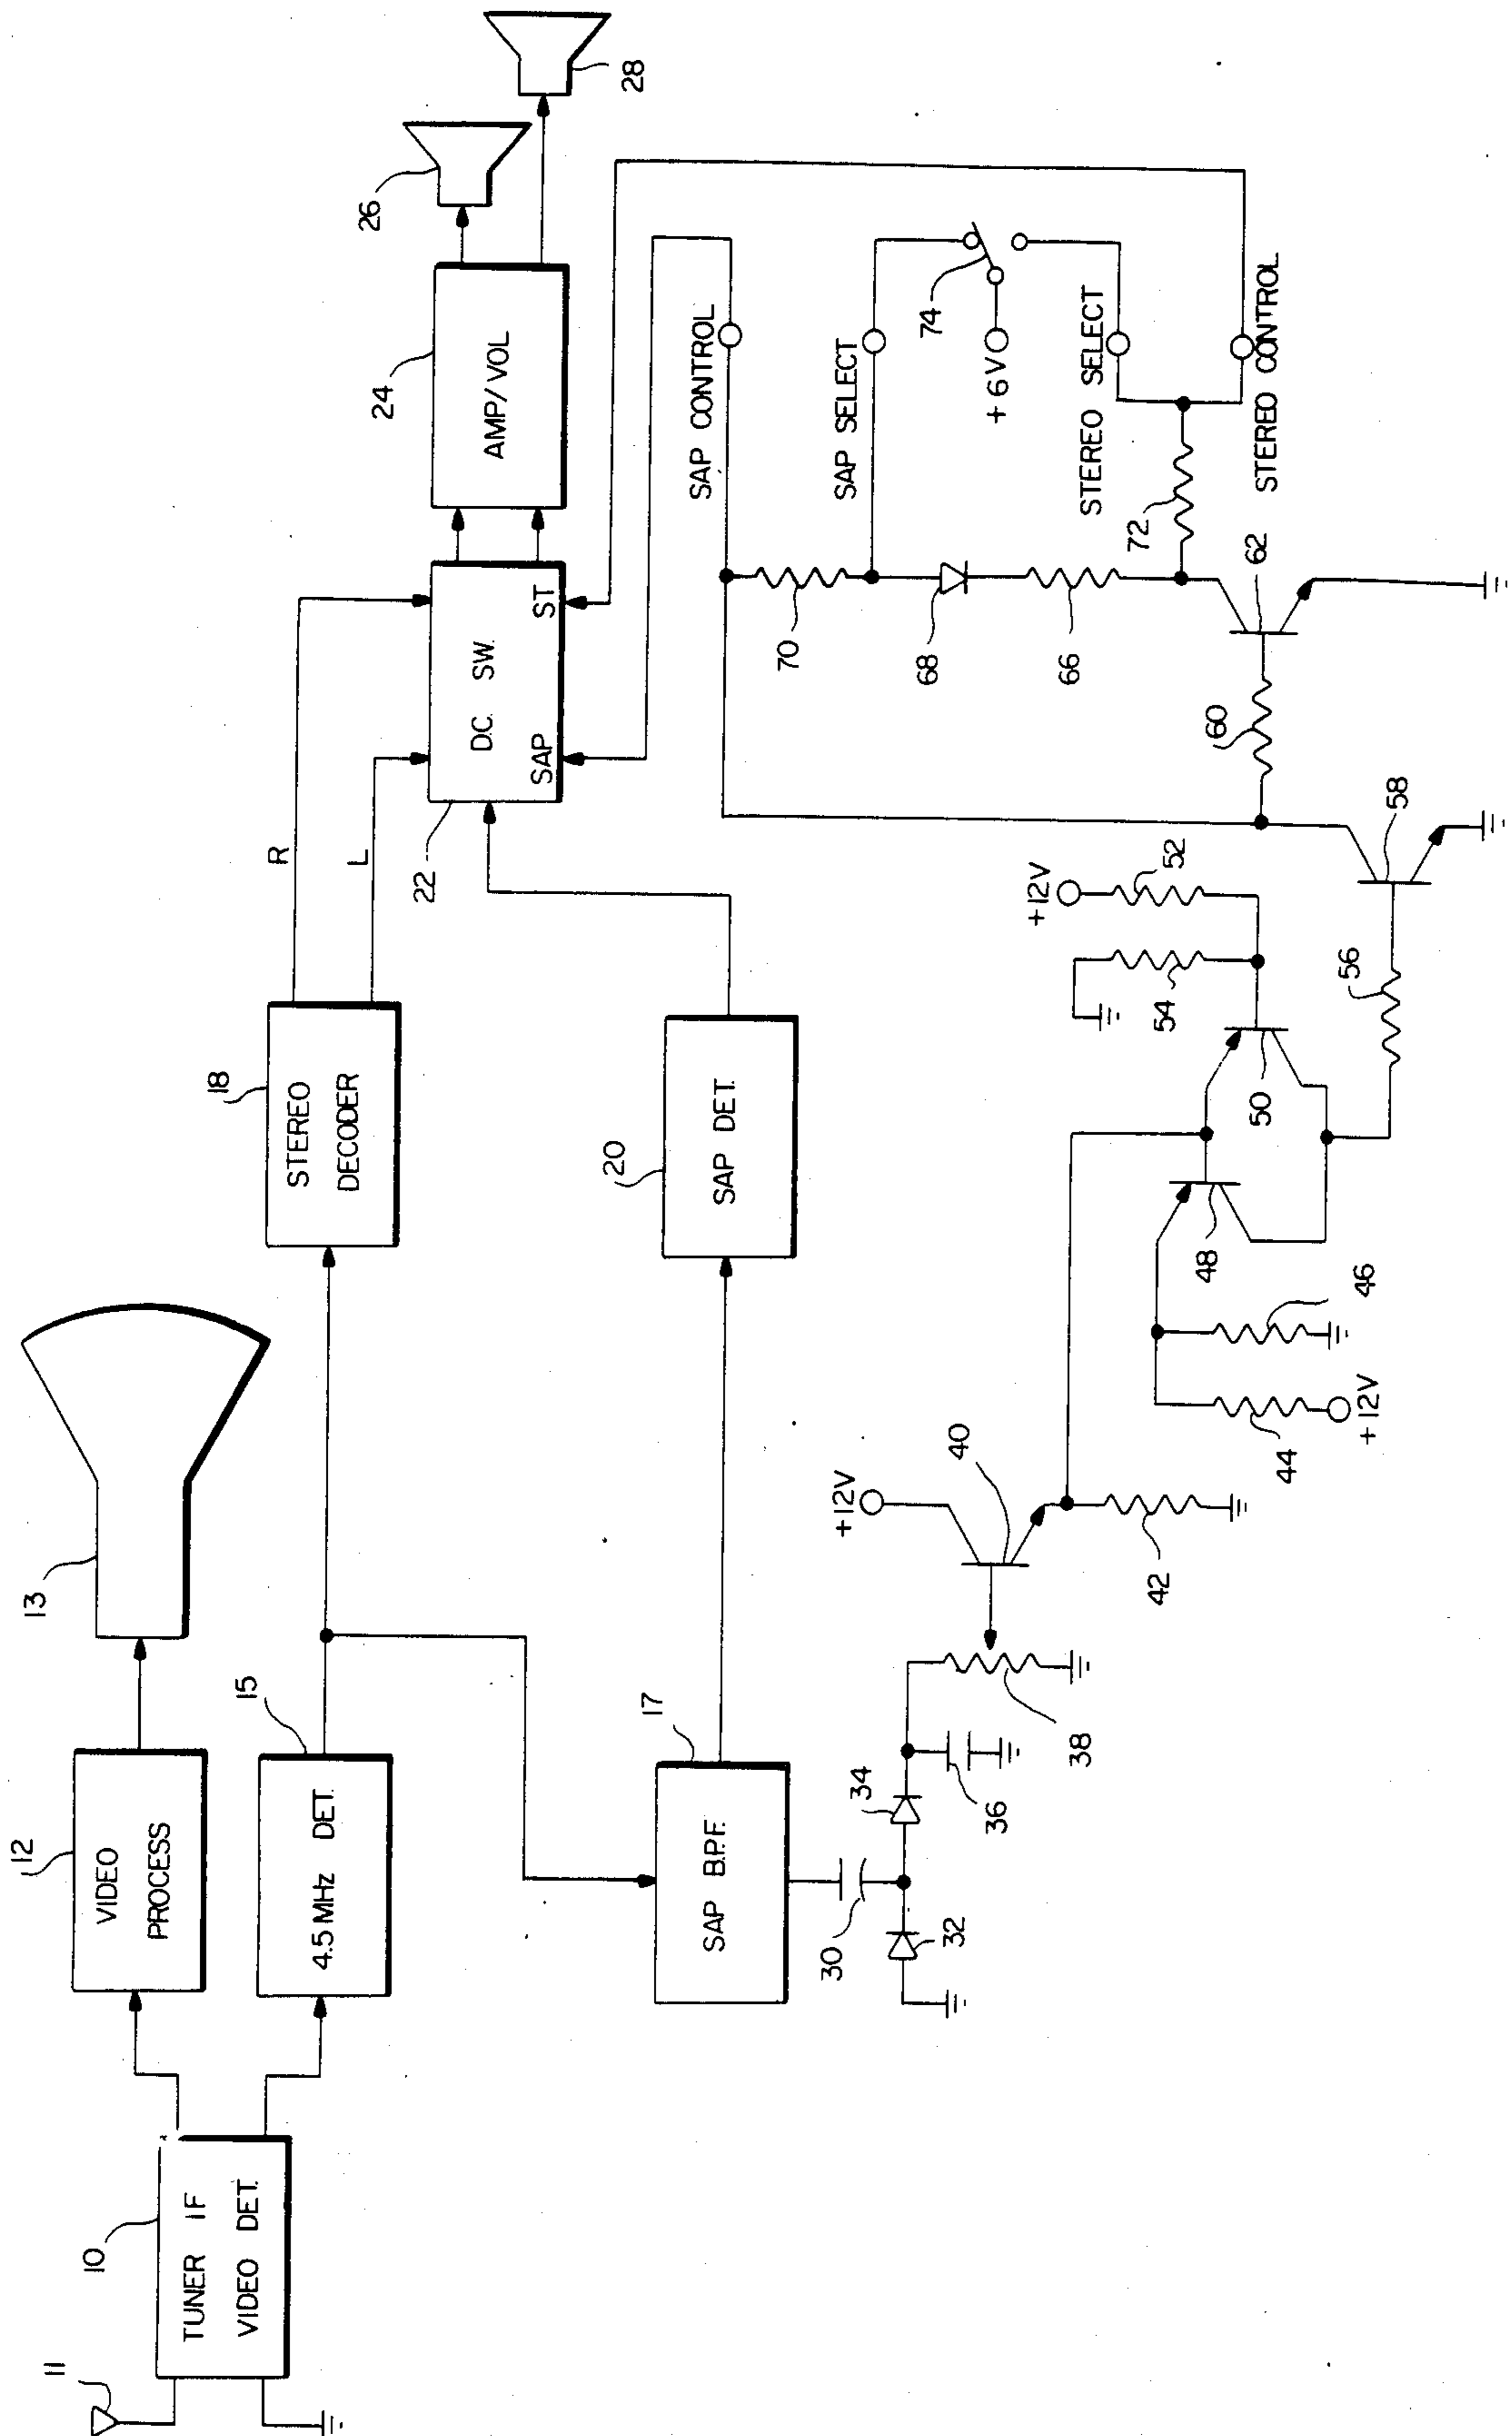 11
10
TUNER IF
VIDEO DET.
12
VIDEO
PROCESS
13
15
4.5 MHz DET.
17
SAP B.P.F.
18
STEREO
DECODER
R
L
20
SAP DET.
22
D.C. SW.
SAP
ST
24
AMP/VOL
26
28
30
32
34
36
38
+12V
40
42
44
+12V
46
48
50
+12V
52
54
56
58
60
62
66
68
70
72
SAP CONTROL
SAP SELECT
74
+6V
STEREO SELECT
STEREO CONTROL